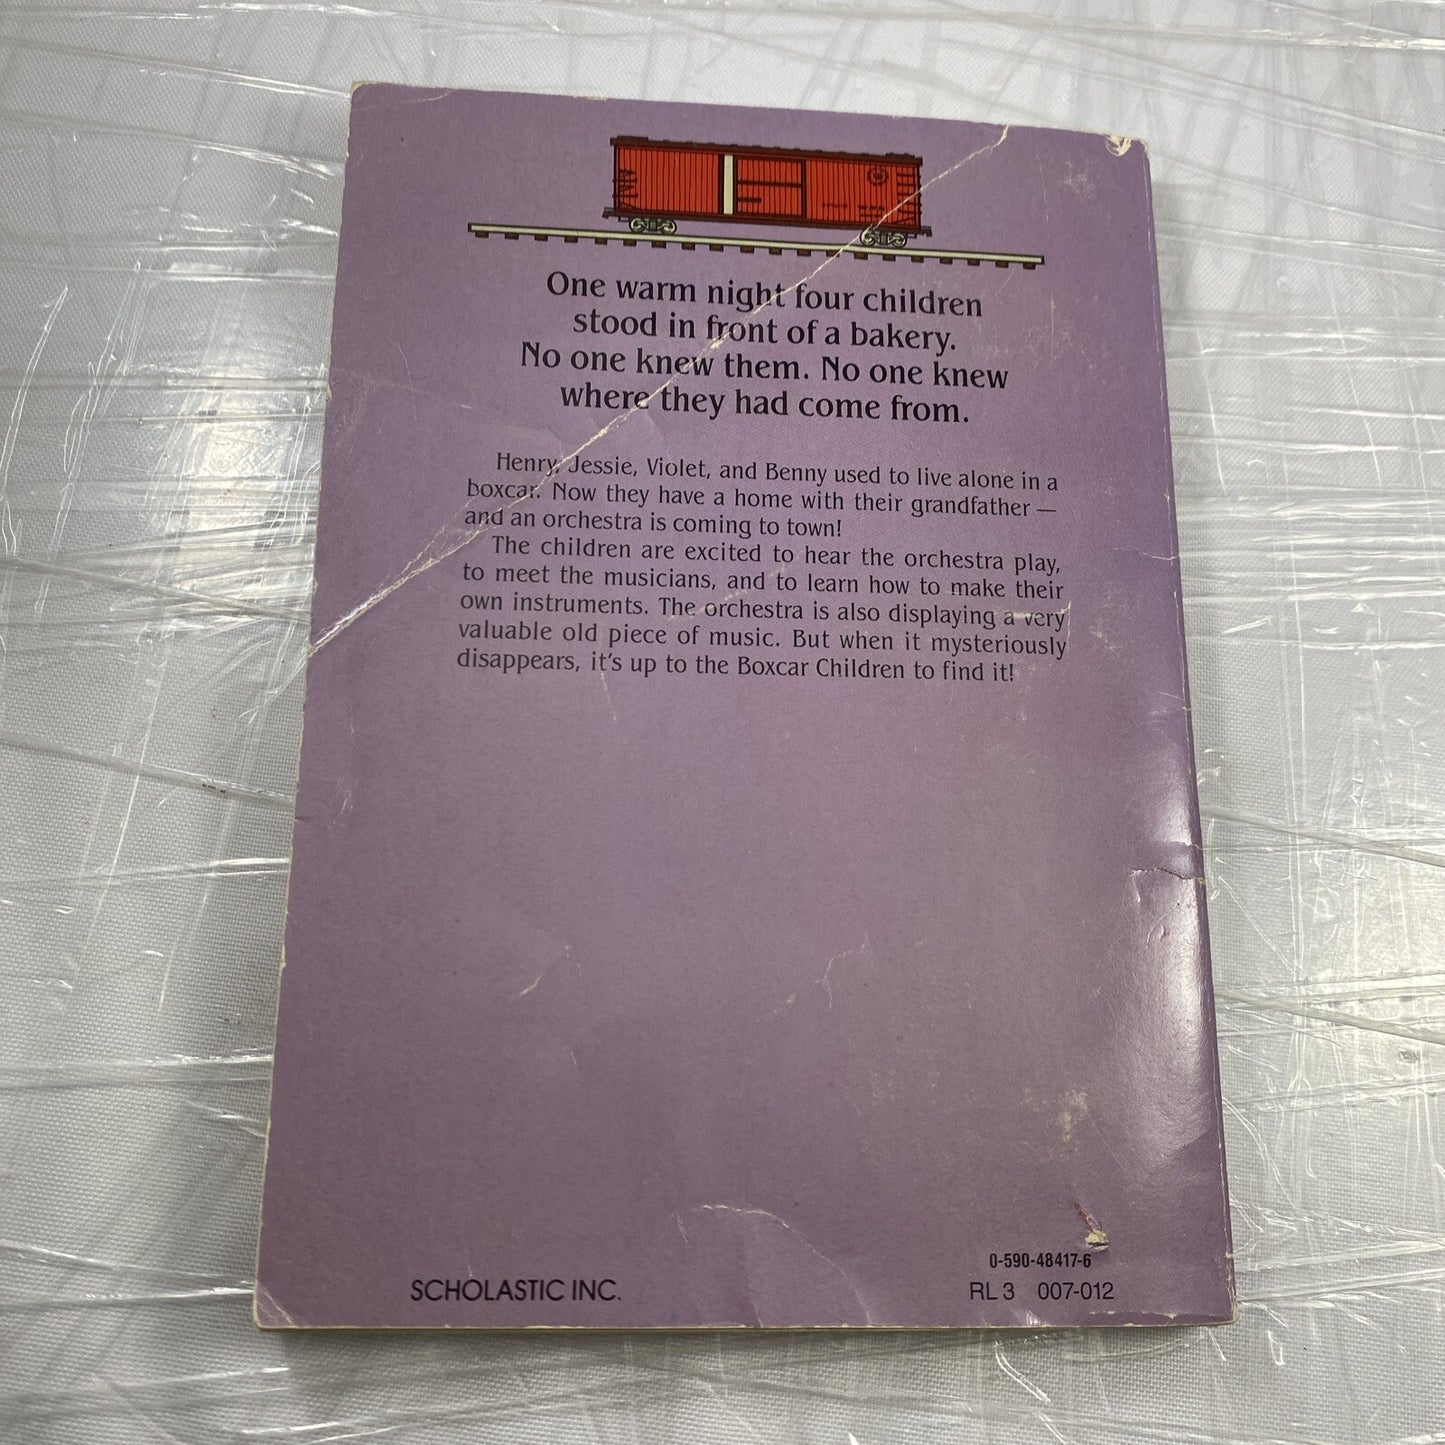 One warm night four children
stood in front of a bakery.
No one knew them. No one knew
where they had come from.
Henry, Jessie, Violet, and Benny used to live alone in a
boxcar. Now they have a home with their grandfather —
and an orchestra is coming to town!
The children are excited to hear the orchestra play,
to meet the musicians, and to learn how to make their
own instruments. The orchestra is also displaying a very
valuable old piece of music. But when it mysteriously
disappears, it's up to the Boxcar Children to find it!
0-590-48417-6
SCHOLASTIC INC.
RL 3 007-012